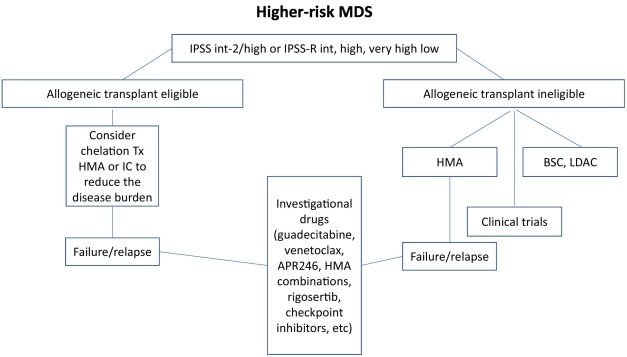 Higher-risk MDS
IPSS int-2/high or IPSS-R int, high, very high low
Allogeneic transplant eligible
Allogeneic transplant ineligible
Consider
chelation Tx
HMA or IC to
reduce the
disease burden
HMA
BSC, LDAC
Investigational
drugs
(guadecitabine,
venetoclax,
APR246, HMA
combinations,
rigosertib,
checkpoint
inhibitors, etc)
Clinical trials
Failure/relapse
Failure/relapse